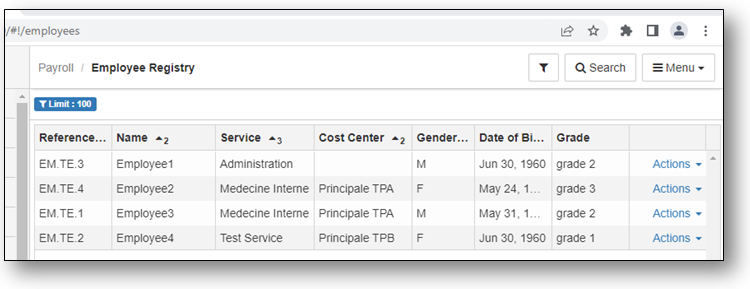 /#!/employees
Payroll / Employee Registry
Search
Menu
Limit : 100
Reference... Name 2 Service 3 Cost Center 2 Gender... Date of Bi... Grade
EM.TE.3 Employee1 Administration M Jun 30, 1960 grade 2 Actions
EM.TE.4 Employee2 Medecine Interne Principale TPA F May 24, 1... grade 3 Actions
EM.TE.1 Employee3 Medecine Interne Principale TPA M May 31, 1... grade 2 Actions
EM.TE.2 Employee4 Test Service Principale TPB F Jun 30, 1960 grade 1 Actions